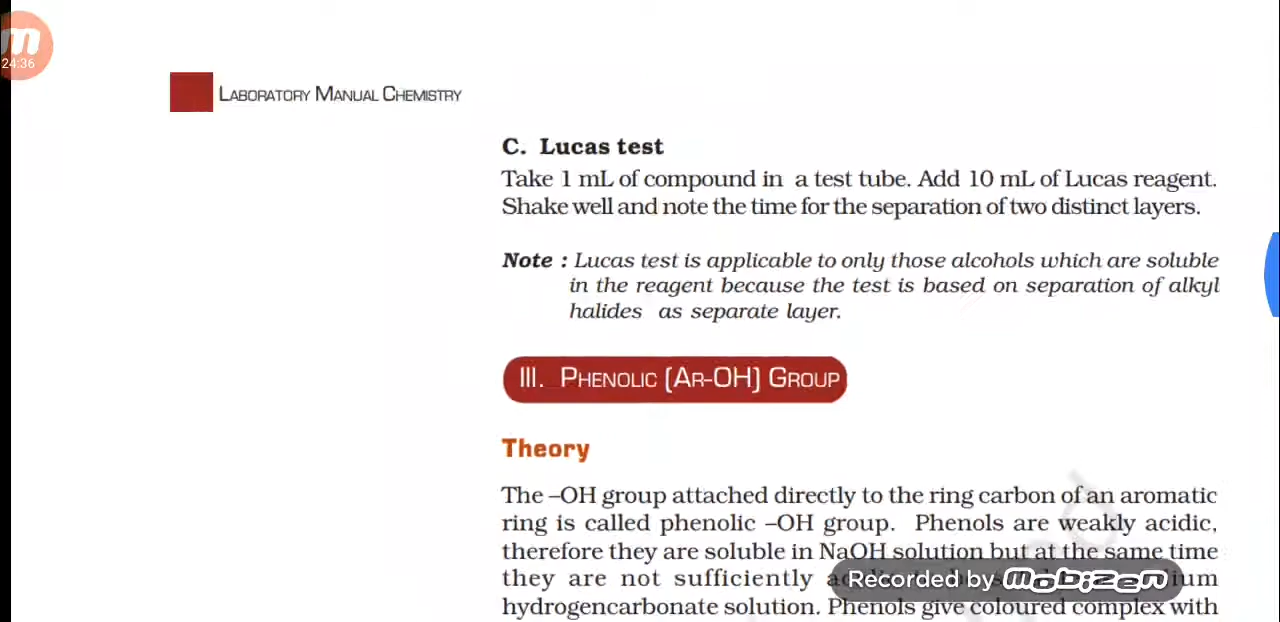 m
24:36
LABORATORY MANUAL CHEMISTRY
C. Lucas test
Take 1 mL of compound in a test tube. Add 10 mL of Lucas reagent.
Shake well and note the time for the separation of two distinct layers.
Note : Lucas test is applicable to only those alcohols which are soluble
in the reagent because the test is based on separation of alkyl
halides as separate layer.
III. PHENOLIC (AR-OH) GROUP
Theory
The –OH group attached directly to the ring carbon of an aromatic
ring is called phenolic –OH group. Phenols are weakly acidic,
therefore they are soluble in NaOH solution but at the same time
they are not sufficiently
Recorded by mobizen
hydrogencarbonate solution. Phenols give coloured complex with